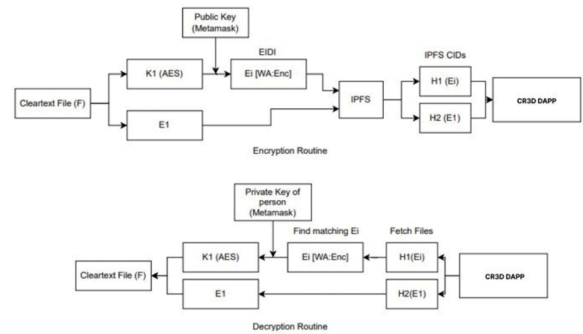 Public Key
(Metamask)
EIDI
IPFS CIDs
K1 (AES)
Ei [WA:Enc]
H1 (Ei)
Cleartext File (F)
IPFS
CR3D DAPP
E1
H2 (E1)
Encryption Routine
Private Key of
person
(Metamask)
Find matching Ei
Fetch Files
K1 (AES)
Ei [WA:Enc]
H1(Ei)
Cleartext File (F)
CR3D DAPP
E1
H2(E1)
Decryption Routine